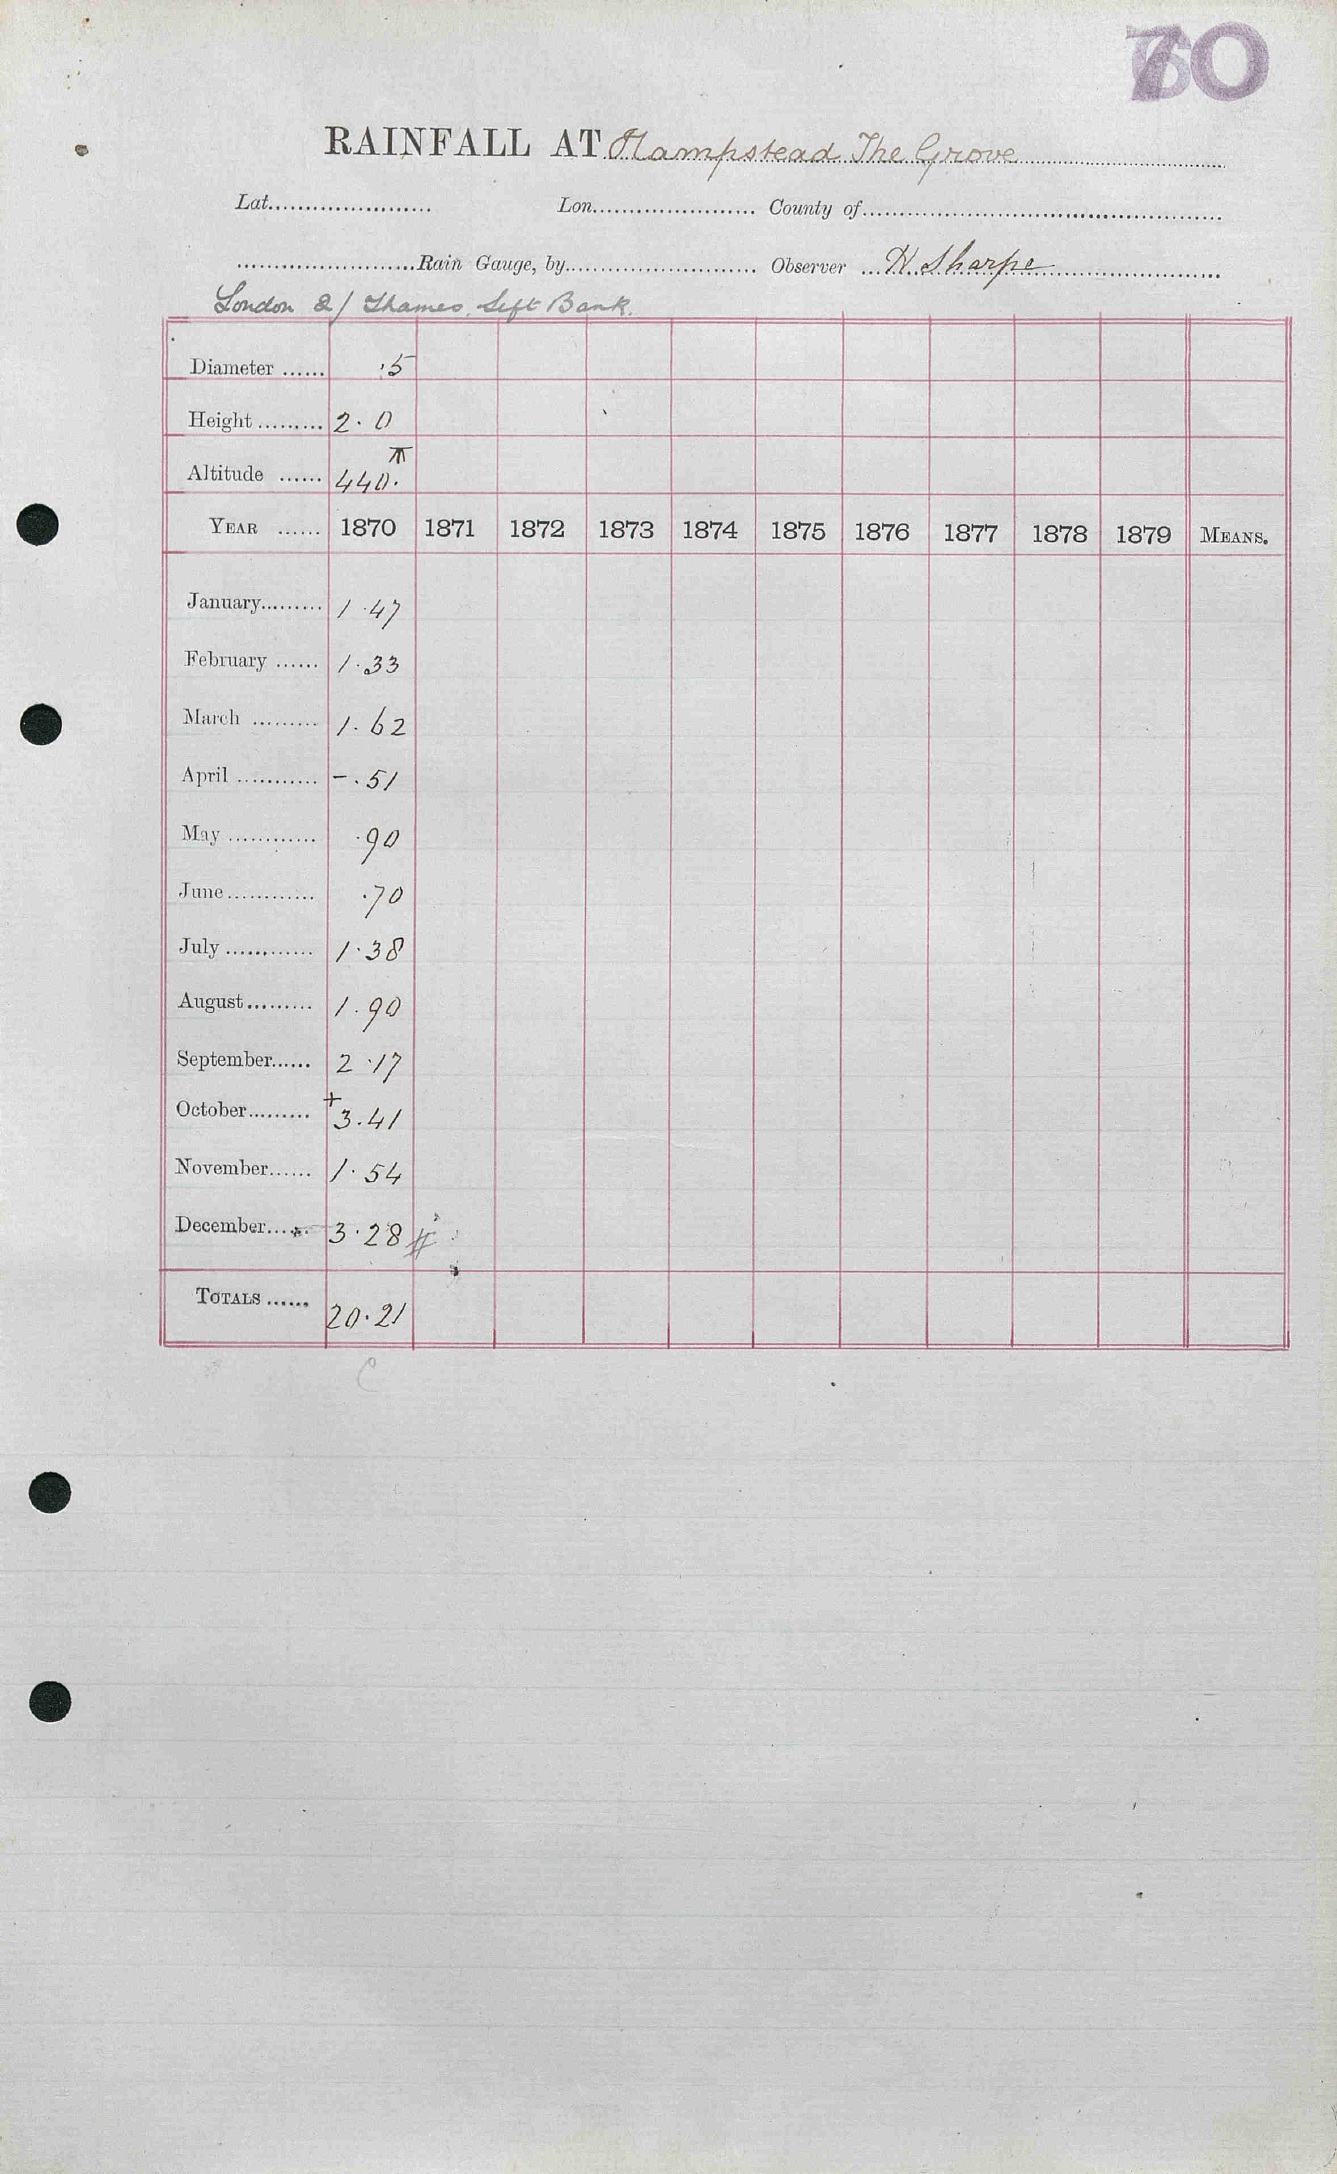 70
RAINFALL AT Hampstead The Grove
Lat. Lon. County of
Rain Gauge, by Observer H Sharpe
London & / Thames. Left Bank.
Diameter ...... .5
Height ......... 2. 0
Altitude ...... 440. T
YEAR ...... 1870 1871 1872 1873 1874 1875 1876 1877 1878 1879 MEANS.
January......... 1.47
February ...... 1.33
March ......... 1.62
April ........... -.51
May ............ .90
June............ .70
July ............ 1.38
August......... 1.90
September...... 2.17
October......... +3.41
November...... 1.54
December...... 3.28 #
TOTALS ...... 20.21
C